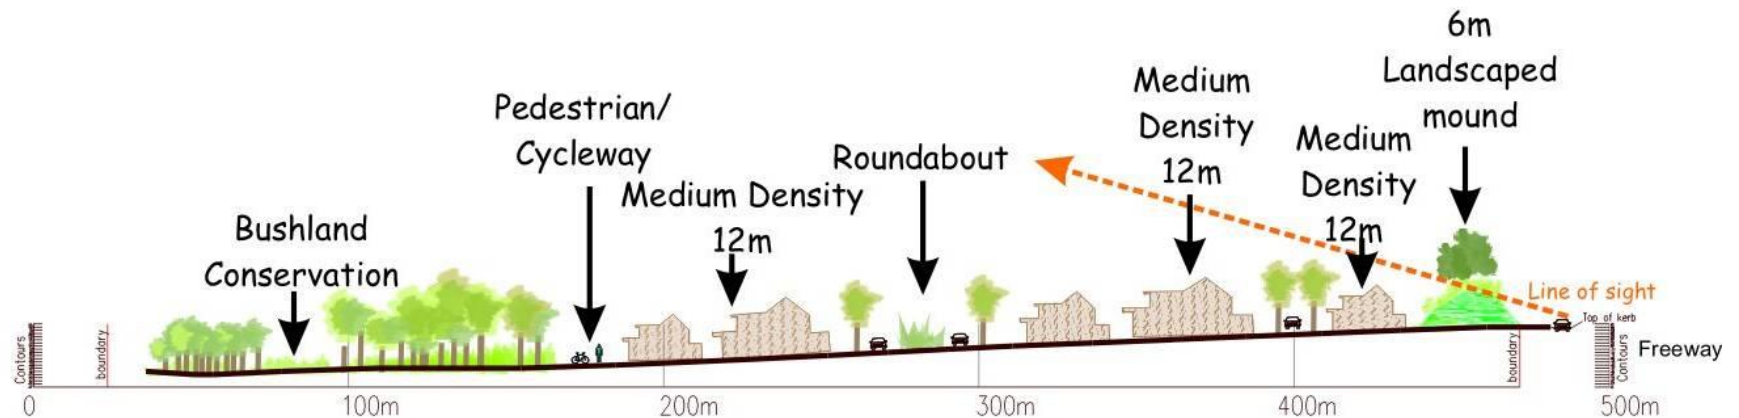 6m
Landscaped
mound
Medium
Density
12m
Pedestrian/
Cycleway
Medium
Density
12m
Roundabout
Medium Density
12m
Bushland
Conservation
Line of sight
Top of kerb
Contours
boundary
boundary
Contours
Freeway
0
100m
200m
300m
400m
500m